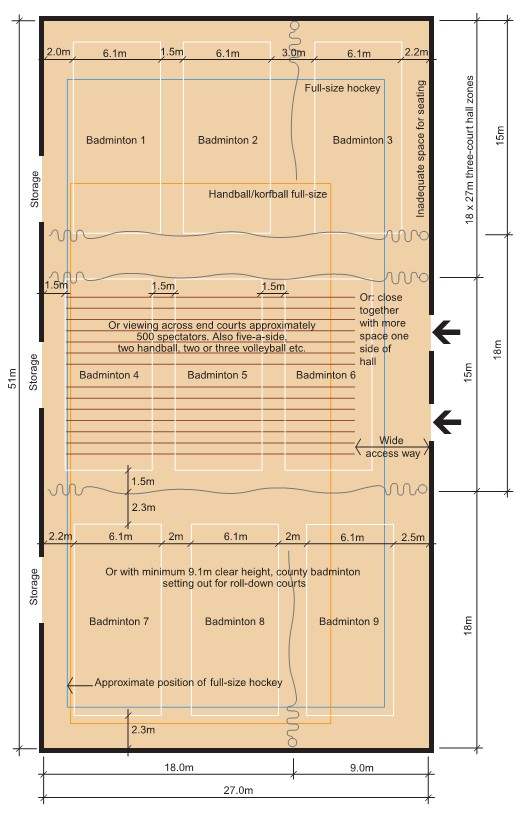 2.0m
6.1m
1.5m
6.1m
3.0m
6.1m
2.2m
Full-size hockey
Badminton 1
Badminton 2
Badminton 3
Inadequate space for seating
18 x 27m three-court hall zones
15m
Storage
Handball/korfball full-size
1.5m
1.5m
1.5m
Or: close
together
with more
space one
side of
hall
Or viewing across end courts approximately
500 spectators. Also five-a-side,
two handball, two or three volleyball etc.
Storage
Badminton 4
Badminton 5
Badminton 6
51m
15m
18m
Wide
access way
1.5m
2.3m
2.2m
6.1m
2m
6.1m
2m
6.1m
2.5m
Storage
Or with minimum 9.1m clear height, county badminton
setting out for roll-down courts
Badminton 7
Badminton 8
Badminton 9
18m
Approximate position of full-size hockey
2.3m
18.0m
9.0m
27.0m